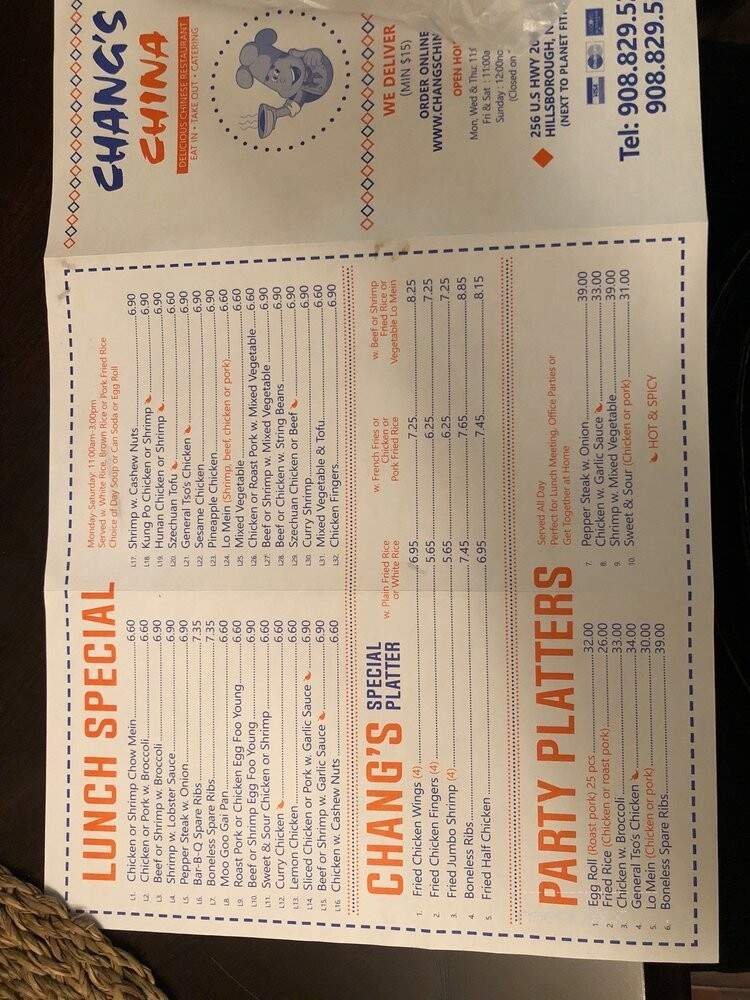 CHANG'S
CHINA
DELICIOUS CHINESE RESTAURANT
EAT IN • TAKE OUT • CATERING
WE DELIVER
(MIN $15)
ORDER ONLINE
WWW.CHANGSCHIN
OPEN HO
Mon, Wed & Thu: 11:
Fri & Sat : 11:00a
Sunday : 12:00no
(Closed on
256 U.S HWY 20
HILLSBOROUGH, N
(NEXT TO PLANET FIT
Tel: 908.829.5
908.829.5
LUNCH SPECIAL
Monday-Saturday: 11:00am-3:00pm
Served w. White Rice, Brown Rice or Pork Fried Rice
Choice of Day Soup or Can Soda or Egg Roll
L1. Chicken or Shrimp Chow Mein 6.60
L2. Chicken or Pork w. Broccoli 6.60
L3. Beef or Shrimp w. Broccoli 6.90
L4. Shrimp w. Lobster Sauce 6.90
L5. Pepper Steak w. Onion 6.90
L6. Bar-B-Q Spare Ribs 7.35
L7. Boneless Spare Ribs 7.35
L8. Moo Goo Gai Pan 6.60
L9. Roast Pork or Chicken Egg Foo Young 6.60
L10. Beef or Shrimp Egg Foo Young 6.90
L11. Sweet & Sour Chicken or Shrimp 6.60
L12. Curry Chicken 6.60
L13. Lemon Chicken 6.60
L14. Sliced Chicken or Pork w. Garlic Sauce 6.90
L15. Beef or Shrimp w. Garlic Sauce 6.90
L16. Chicken w. Cashew Nuts 6.60
L17. Shrimp w. Cashew Nuts 6.90
L18. Kung Po Chicken or Shrimp 6.90
L19. Hunan Chicken or Shrimp 6.90
L20. Szechuan Tofu 6.60
L21. General Tso's Chicken 6.90
L22. Sesame Chicken 6.90
L23. Pineapple Chicken 6.90
L24. Lo Mein (Shrimp, beef, chicken or pork) 6.60
L25. Mixed Vegetable 6.60
L26. Chicken or Roast Pork w. Mixed Vegetable 6.60
L27. Beef or Shrimp w. Mixed Vegetable 6.90
L28. Beef or Chicken w. String Beans 6.90
L29. Szechuan Chicken or Beef 6.90
L30. Curry Shrimp 6.90
L31. Mixed Vegetable & Tofu 6.60
L32. Chicken Fingers 6.90
CHANG'S SPECIAL PLATTER
w. Plain Fried Rice or White Rice
w. French Fries or Chicken or Pork Fried Rice
w. Beef or Shrimp Fried Rice or Vegetable Lo Mein
1. Fried Chicken Wings (4) 6.95 7.25 8.25
2. Fried Chicken Fingers (4) 5.65 6.25 7.25
3. Fried Jumbo Shrimp (4) 5.65 6.25 7.25
4. Boneless Ribs 7.45 7.65 8.85
5. Fried Half Chicken 6.95 7.45 8.15
PARTY PLATTERS
Served All Day
Perfect for Lunch Meeting, Office Parties or
Get Together at Home
1. Egg Roll (Roast pork) 25 pcs 32.00
2. Fried Rice (Chicken or roast pork) 26.00
3. Chicken w. Broccoli 33.00
4. General Tso's Chicken 34.00
5. Lo Mein (Chicken or pork) 30.00
6. Boneless Spare Ribs 39.00
7. Pepper Steak w. Onion 39.00
8. Chicken w. Garlic Sauce 33.00
9. Shrimp w. Mixed Vegetable 39.00
10. Sweet & Sour (Chicken or pork) 31.00
HOT & SPICY